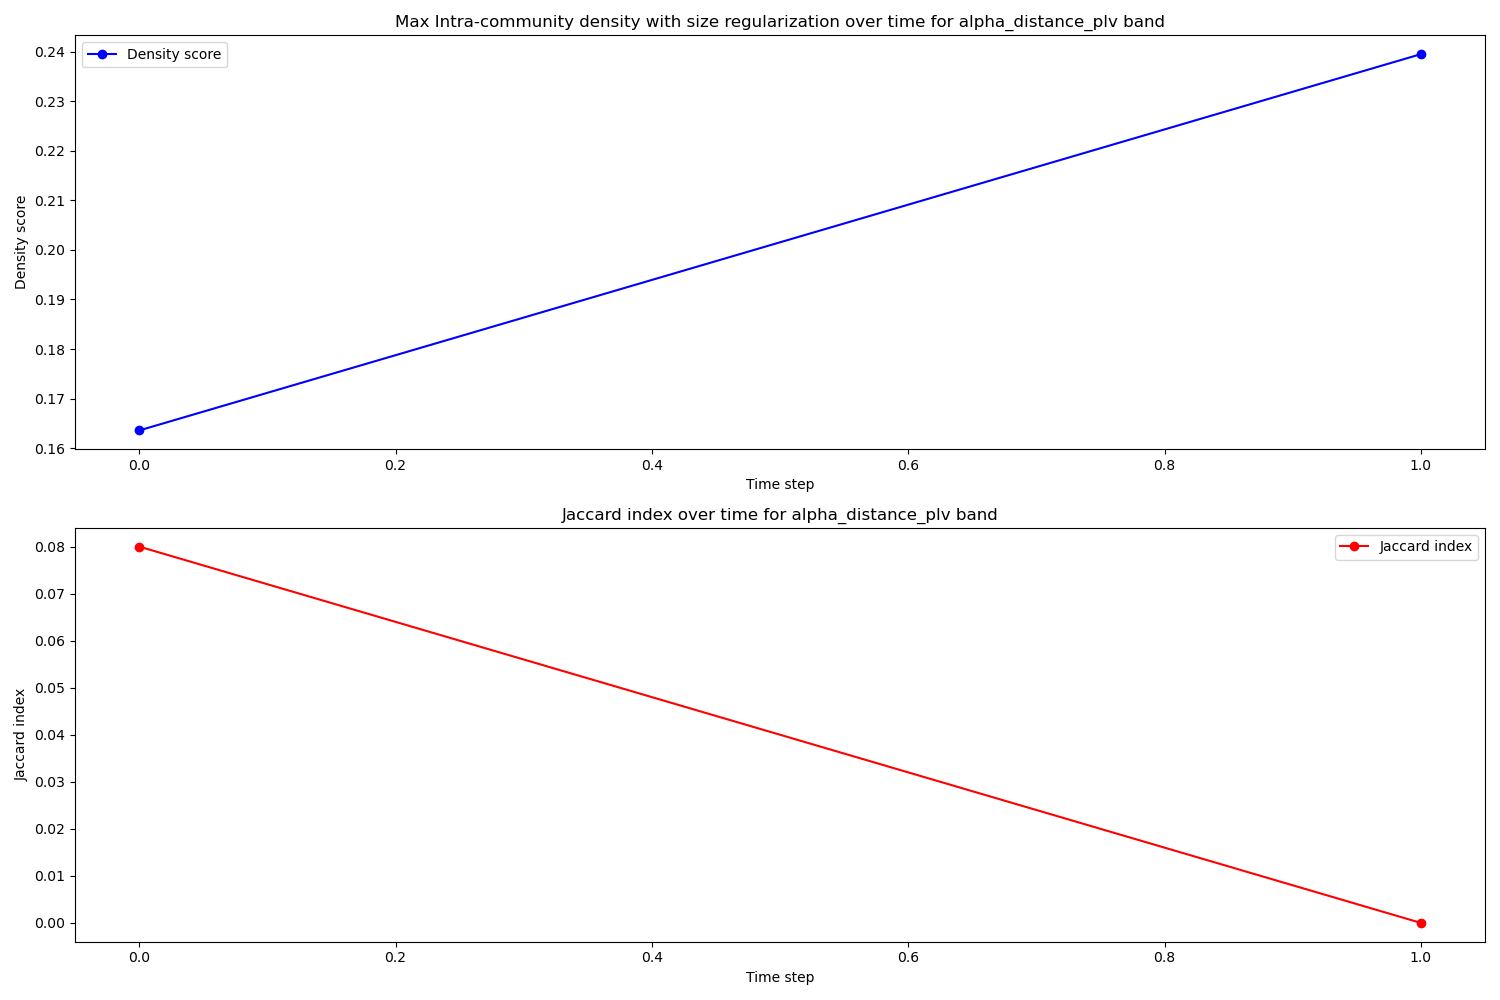 Max Intra-community density with size regularization over time for alpha_distance_plv band
Density score
Density score
0.24
0.23
0.22
0.21
0.20
0.19
0.18
0.17
0.16
0.0 0.2 0.4 0.6 0.8 1.0
Time step
Jaccard index over time for alpha_distance_plv band
Jaccard index
Jaccard index
0.08
0.07
0.06
0.05
0.04
0.03
0.02
0.01
0.00
0.0 0.2 0.4 0.6 0.8 1.0
Time step